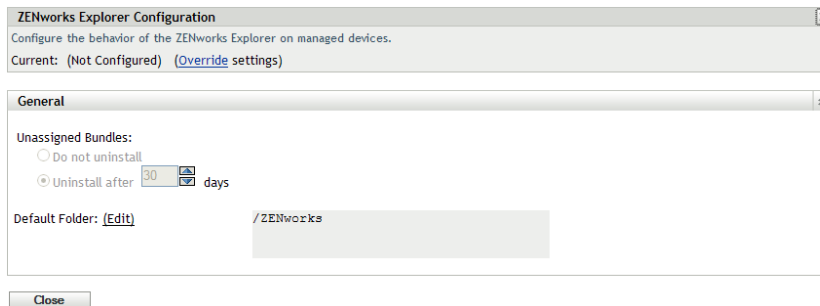 ZENworks Explorer Configuration
Configure the behavior of the ZENworks Explorer on managed devices.
Current: (Not Configured) (Override settings)
General
Unassigned Bundles:
Do not uninstall
Uninstall after 30 days
Default Folder: (Edit) /ZENworks
Close